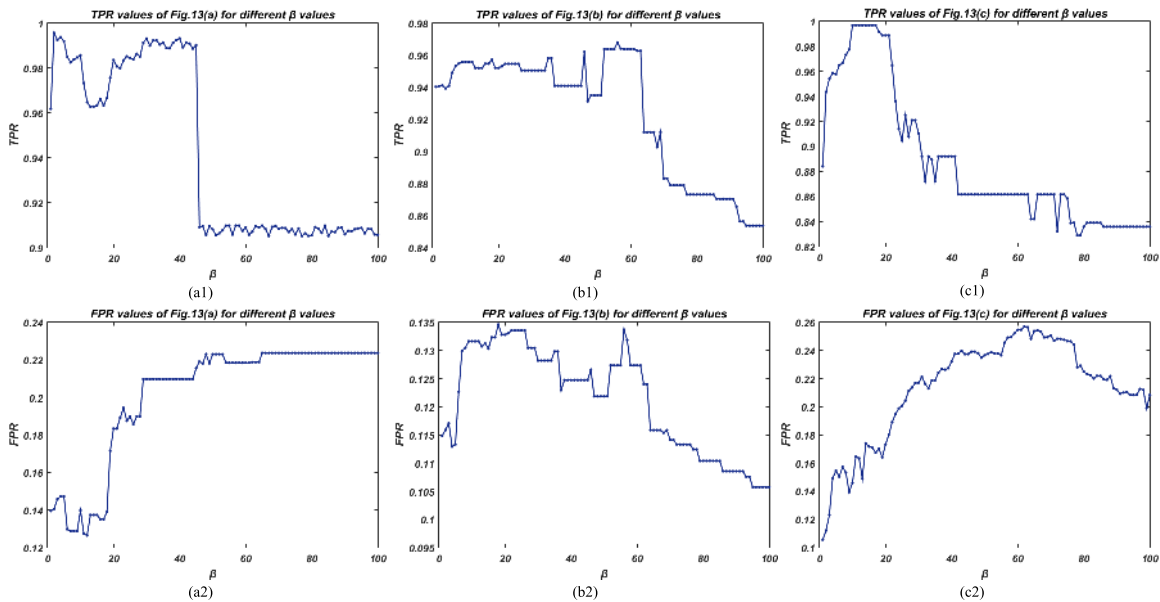 TPR values of Fig.13(a) for different β values
TPR
1
0.98
0.96
0.94
0.92
0.9
0 20 40 60 80 100
β
(a1)
TPR values of Fig.13(b) for different β values
TPR
0.98
0.96
0.94
0.92
0.9
0.88
0.86
0.84
0 20 40 60 80 100
β
(b1)
TPR values of Fig.13(c) for different β values
TPR
1
0.98
0.96
0.94
0.92
0.9
0.88
0.86
0.84
0.82
0 20 40 60 80 100
β
(c1)
FPR values of Fig.13(a) for different β values
FPR
0.24
0.22
0.2
0.18
0.16
0.14
0.12
0 20 40 60 80 100
β
(a2)
FPR values of Fig.13(b) for different β values
FPR
0.135
0.13
0.125
0.12
0.115
0.11
0.105
0.1
0.095
0 20 40 60 80 100
β
(b2)
FPR values of Fig.13(c) for different β values
FPR
0.26
0.24
0.22
0.2
0.18
0.16
0.14
0.12
0.1
0 20 40 60 80 100
β
(c2)